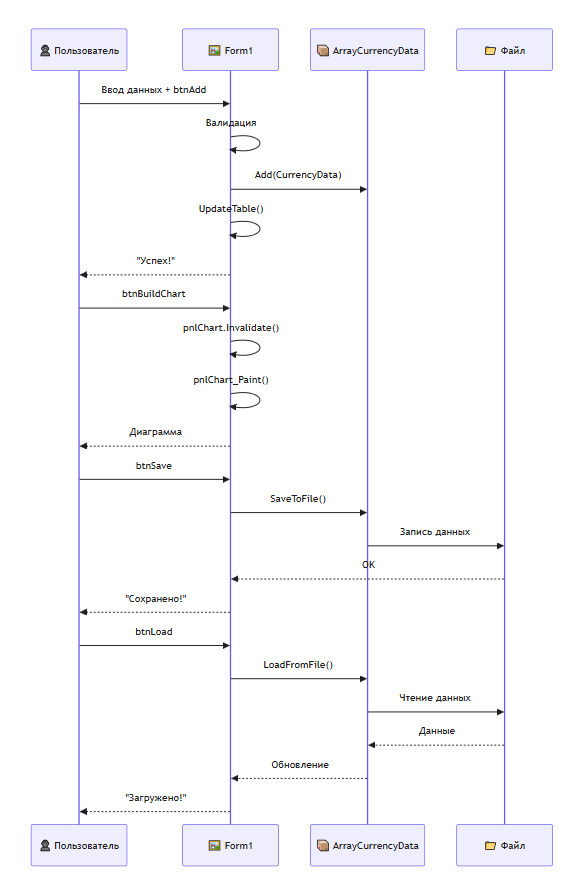 Пользователь
Form1
ArrayCurrencyData
Файл
Ввод данных + btnAdd
Валидация
Add(CurrencyData)
UpdateTable()
"Успех!"
btnBuildChart
pnlChart.Invalidate()
pnlChart_Paint()
Диаграмма
btnSave
SaveToFile()
Запись данных
OK
"Сохранено!"
btnLoad
LoadFromFile()
Чтение данных
Данные
Обновление
"Загружено!"
Пользователь
Form1
ArrayCurrencyData
Файл